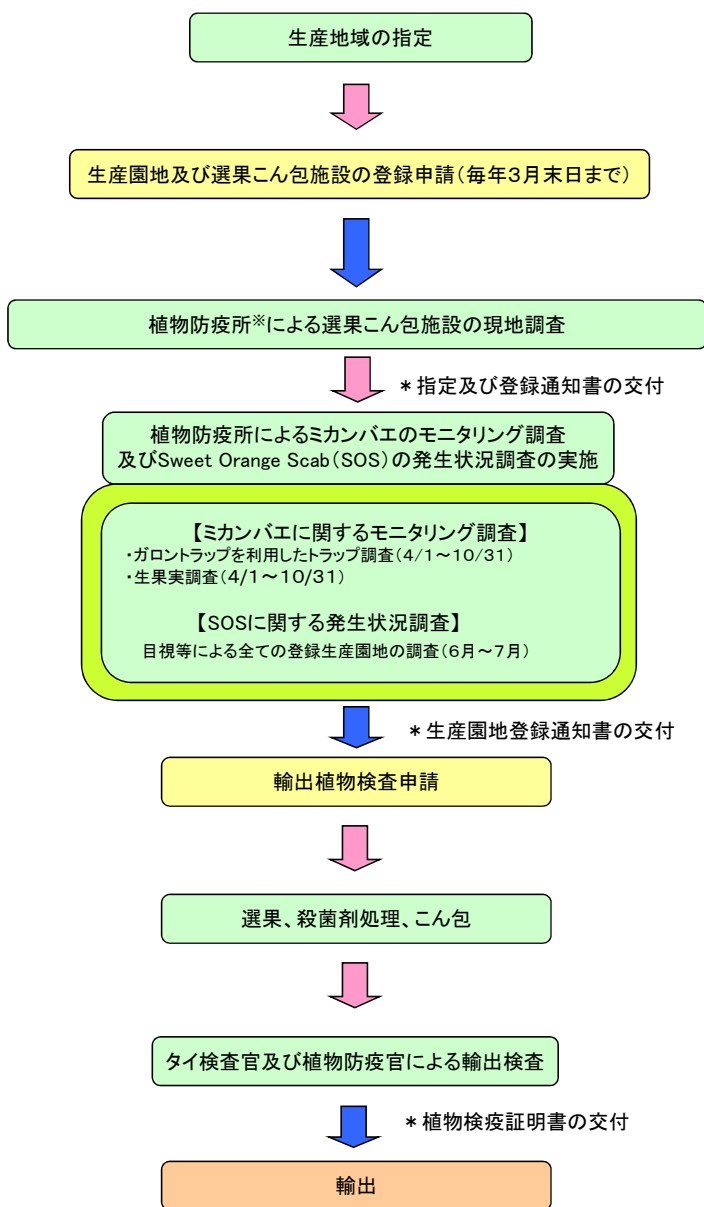 生産地域の指定
生産園地及び選果こん包施設の登録申請（毎年３月末日まで）
植物防疫所※による選果こん包施設の現地調査
＊指定及び登録通知書の交付
植物防疫所によるミカンバエのモニタリング調査
及びSweet Orange Scab（SOS）の発生状況調査の実施
【ミカンバエに関するモニタリング調査】
・ガロントラップを利用したトラップ調査（４/１～１０/３１）
・生果実調査（４/１～１０/３１）
【SOSに関する発生状況調査】
目視等による全ての登録生産園地の調査（６月～７月）
＊生産園地登録通知書の交付
輸出植物検査申請
選果、殺菌剤処理、こん包
タイ検査官及び植物防疫官による輸出検査
＊植物検疫証明書の交付
輸出